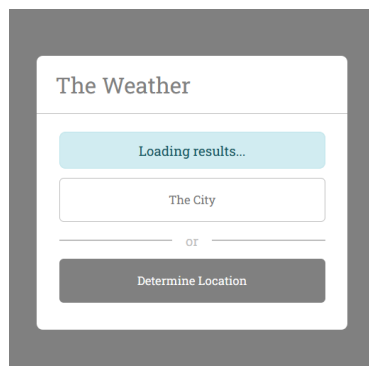 The Weather
Loading results...
The City
or
Determine Location